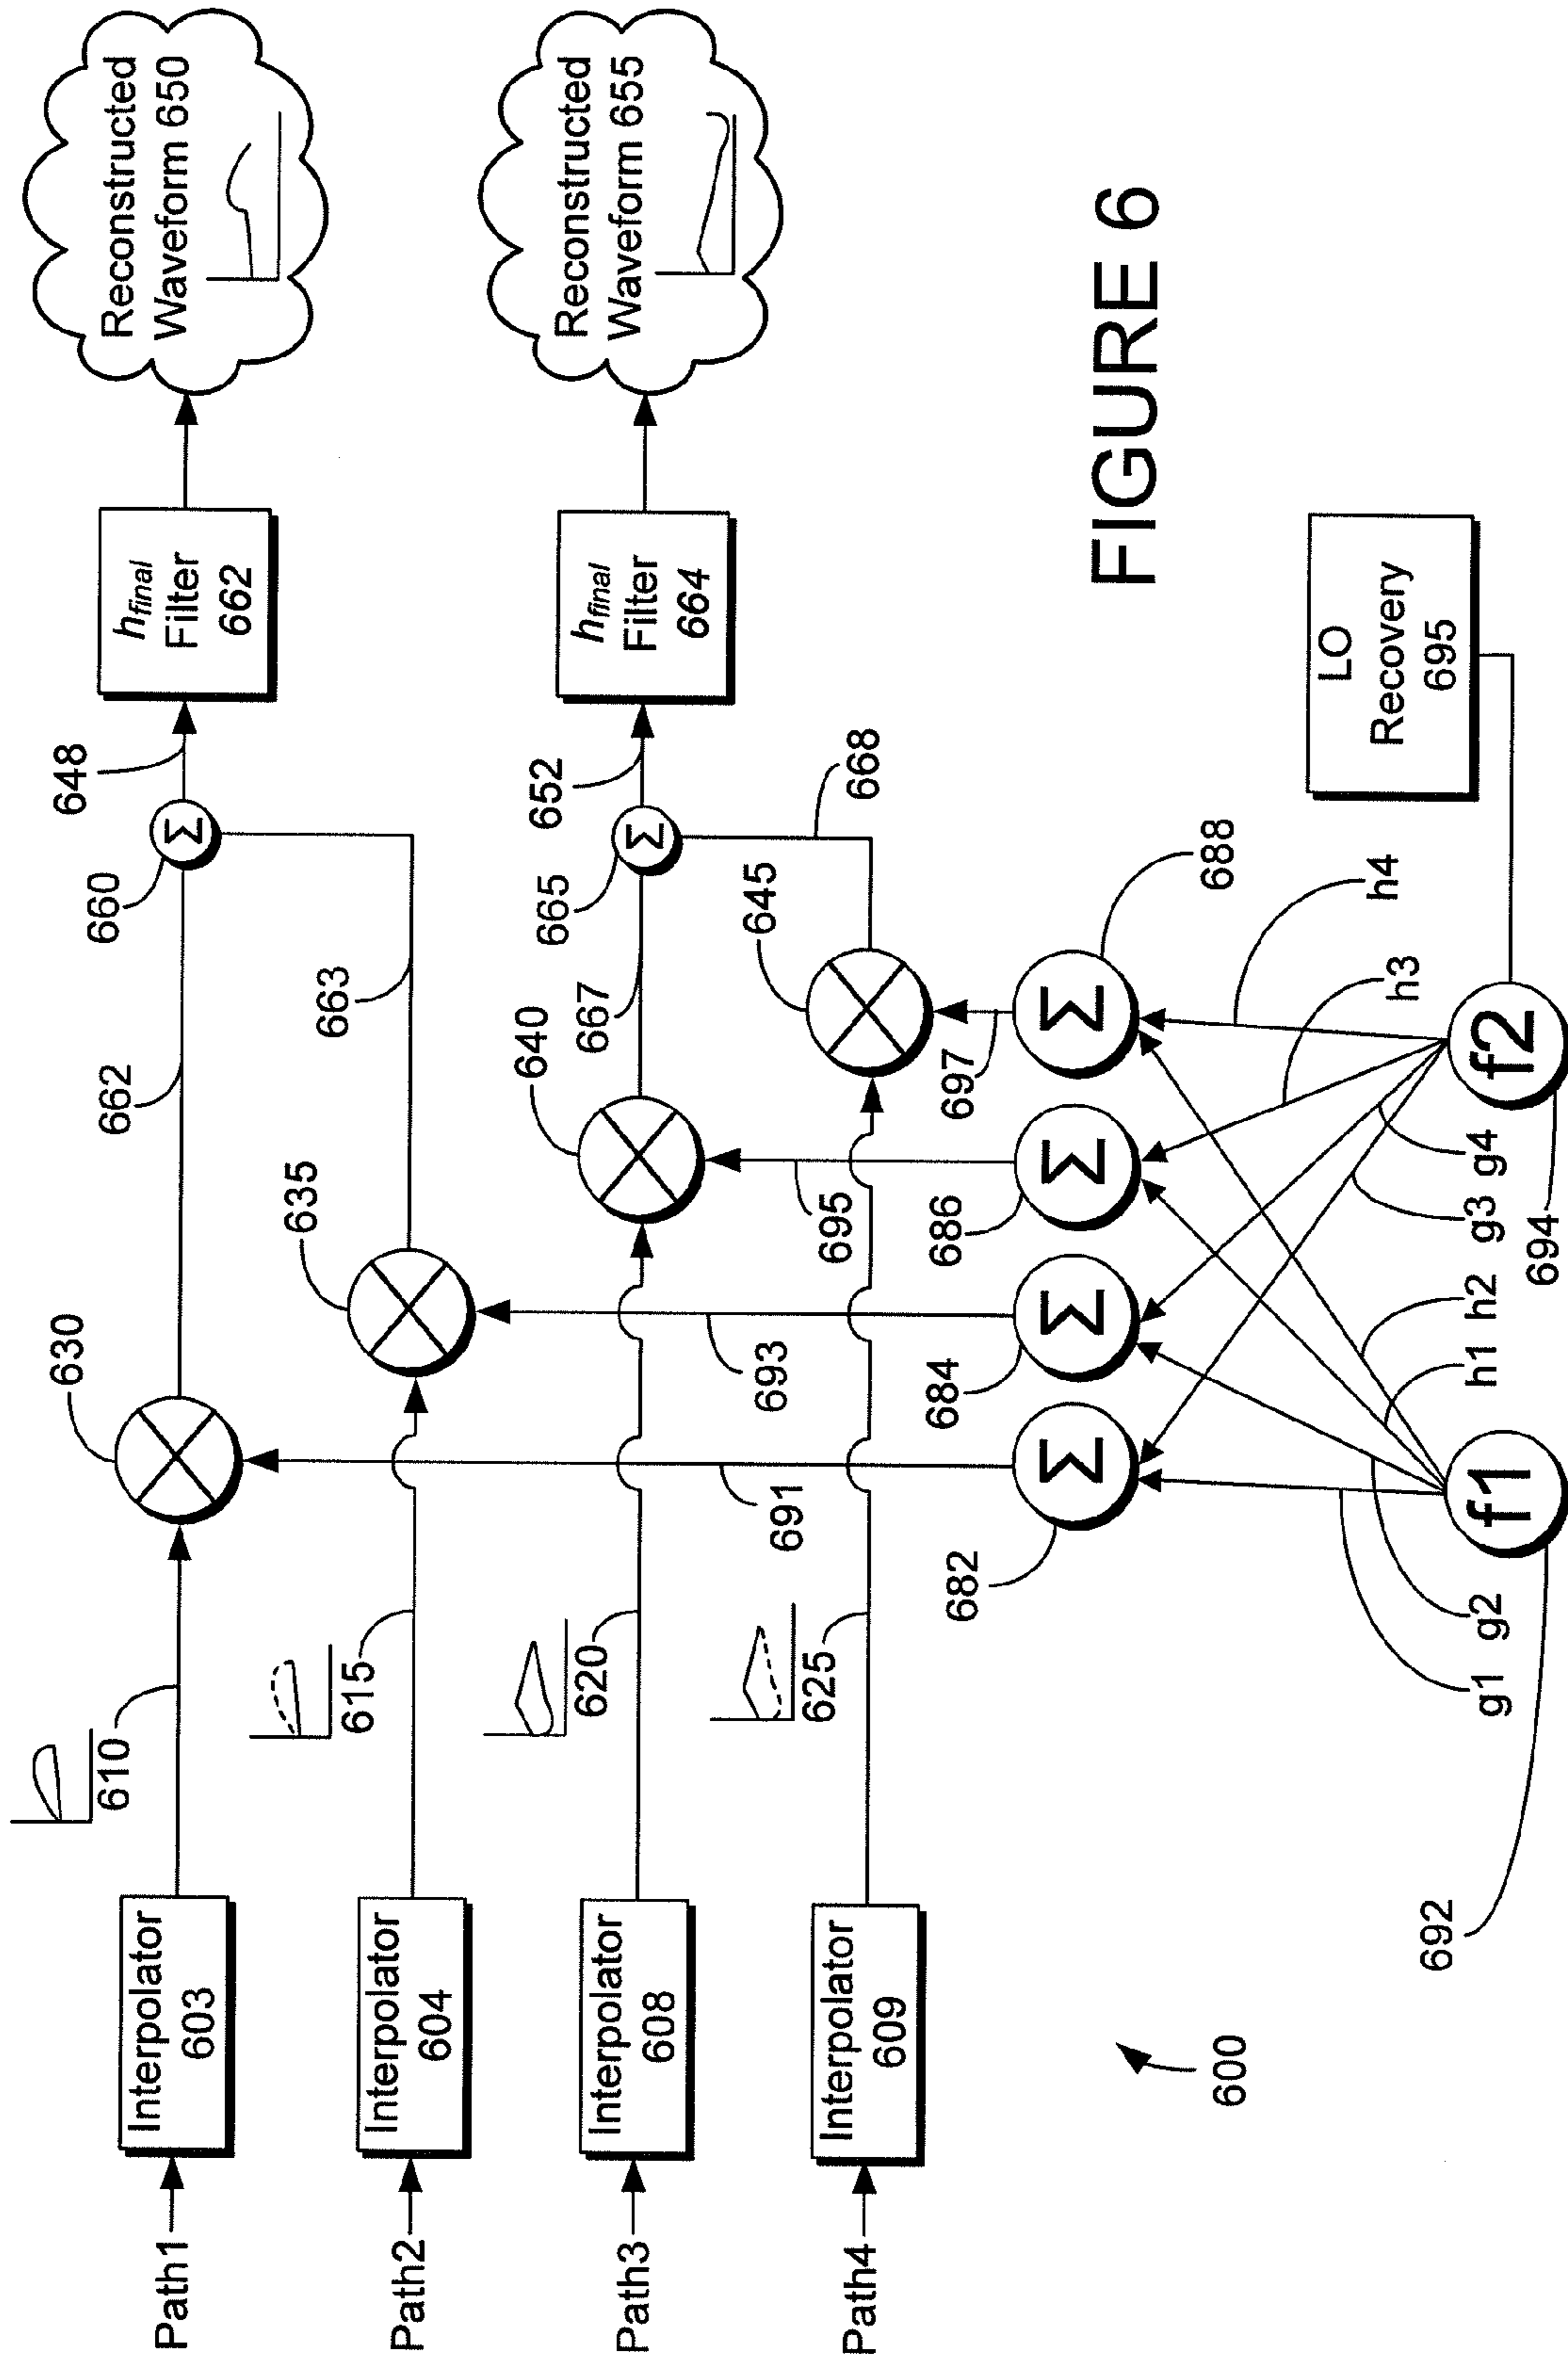 Path1
Interpolator
603
610
630
662
660
648
h final
Filter
662
Reconstructed
Waveform 650
Path2
Interpolator
604
615
635
663
Path3
Interpolator
608
620
640
667
665
652
h final
Filter
664
Reconstructed
Waveform 655
Path4
Interpolator
609
625
645
668
691
693
695
697
682
Σ
684
Σ
686
Σ
688
Σ
Σ
Σ
g1
g2
h1
h2
g3
g4
h3
h4
692
f1
694
f2
LO
Recovery
695
600
FIGURE 6